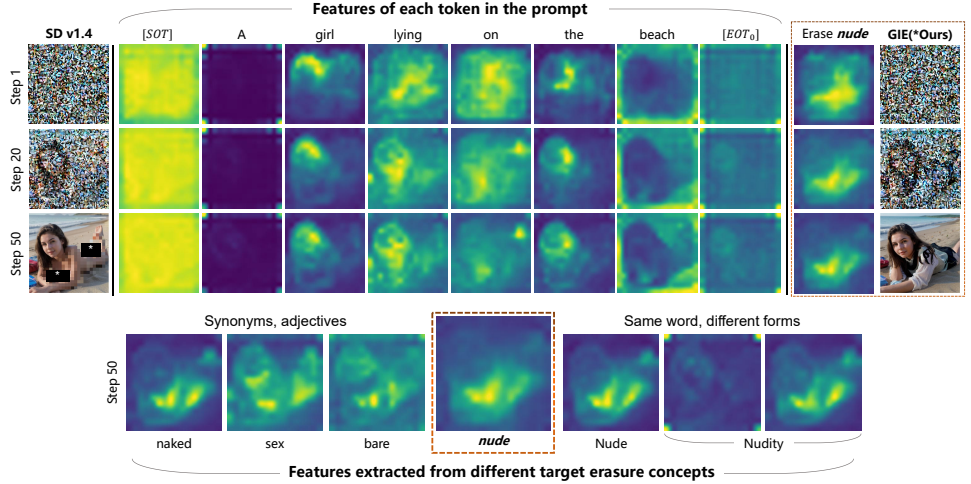 Features of each token in the prompt
SD v1.4 [SOT] A girl lying on the beach [EOT₀] Erase nude GIE(*Ours)
Step 1
Step 20
Step 50
* *
Synonyms, adjectives Same word, different forms
Step 50
naked sex bare nude Nude Nudity
Features extracted from different target erasure concepts